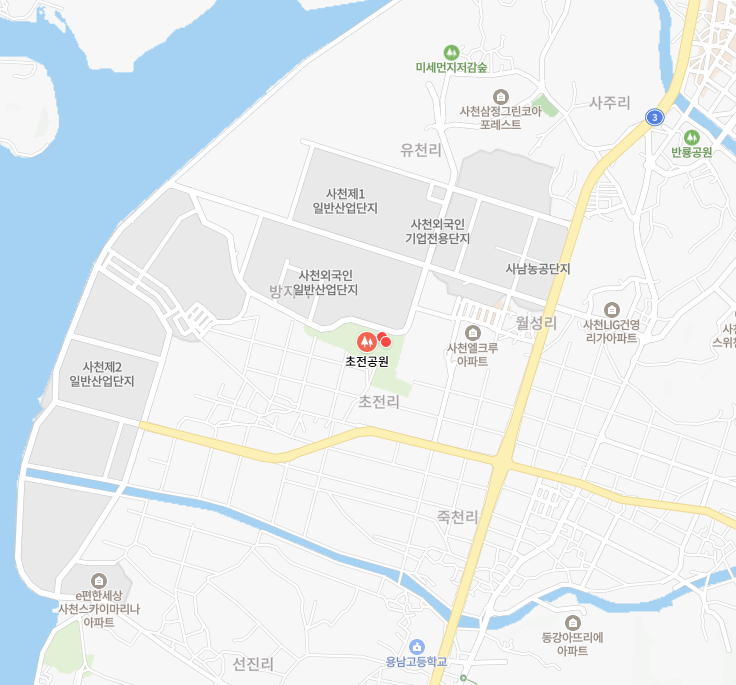 미세먼지저감숲
사천삼정그린코아
포레스트
사주리
3
반룡공원
유천리
사천제1
일반산업단지
사천외국인
기업전용단지
사남농공단지
사천외국인
일반산업단지
월성리
사천LIG건영
리가아파트
초전공원
사천엘크루
아파트
사천제2
일반산업단지
초전리
죽천리
e편한세상
사천스카이마리나
아파트
동강아뜨리에
아파트
용남고등학교
선진리